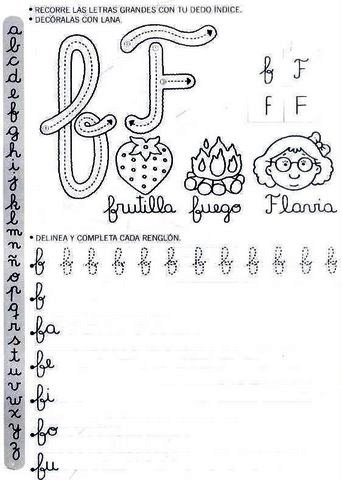 • RECORRE LAS LETRAS GRANDES CON TU DEDO ÍNDICE.
• DECÓRALAS CON LANA.
a
b
c
d
e
f
g
h
i
j
k
l
m
n
ñ
o
p
q
r
s
t
u
v
w
x
y
z
f F
f F
f F
frutilla fuego Flavia
• DELINEA Y COMPLETA CADA RENGLÓN.
f f f f f f f f f f f f
f
fa
fe
fi
fo
fu